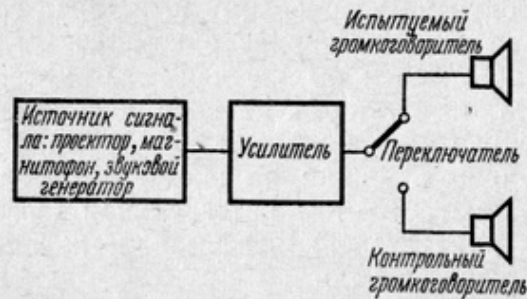 Испытуемый
громкоговоритель
Источник сигна-
ла: проектор, маг-
нитофон, звуковой
генератор
Усилитель
Переключатель
Контрольный
громкоговоритель